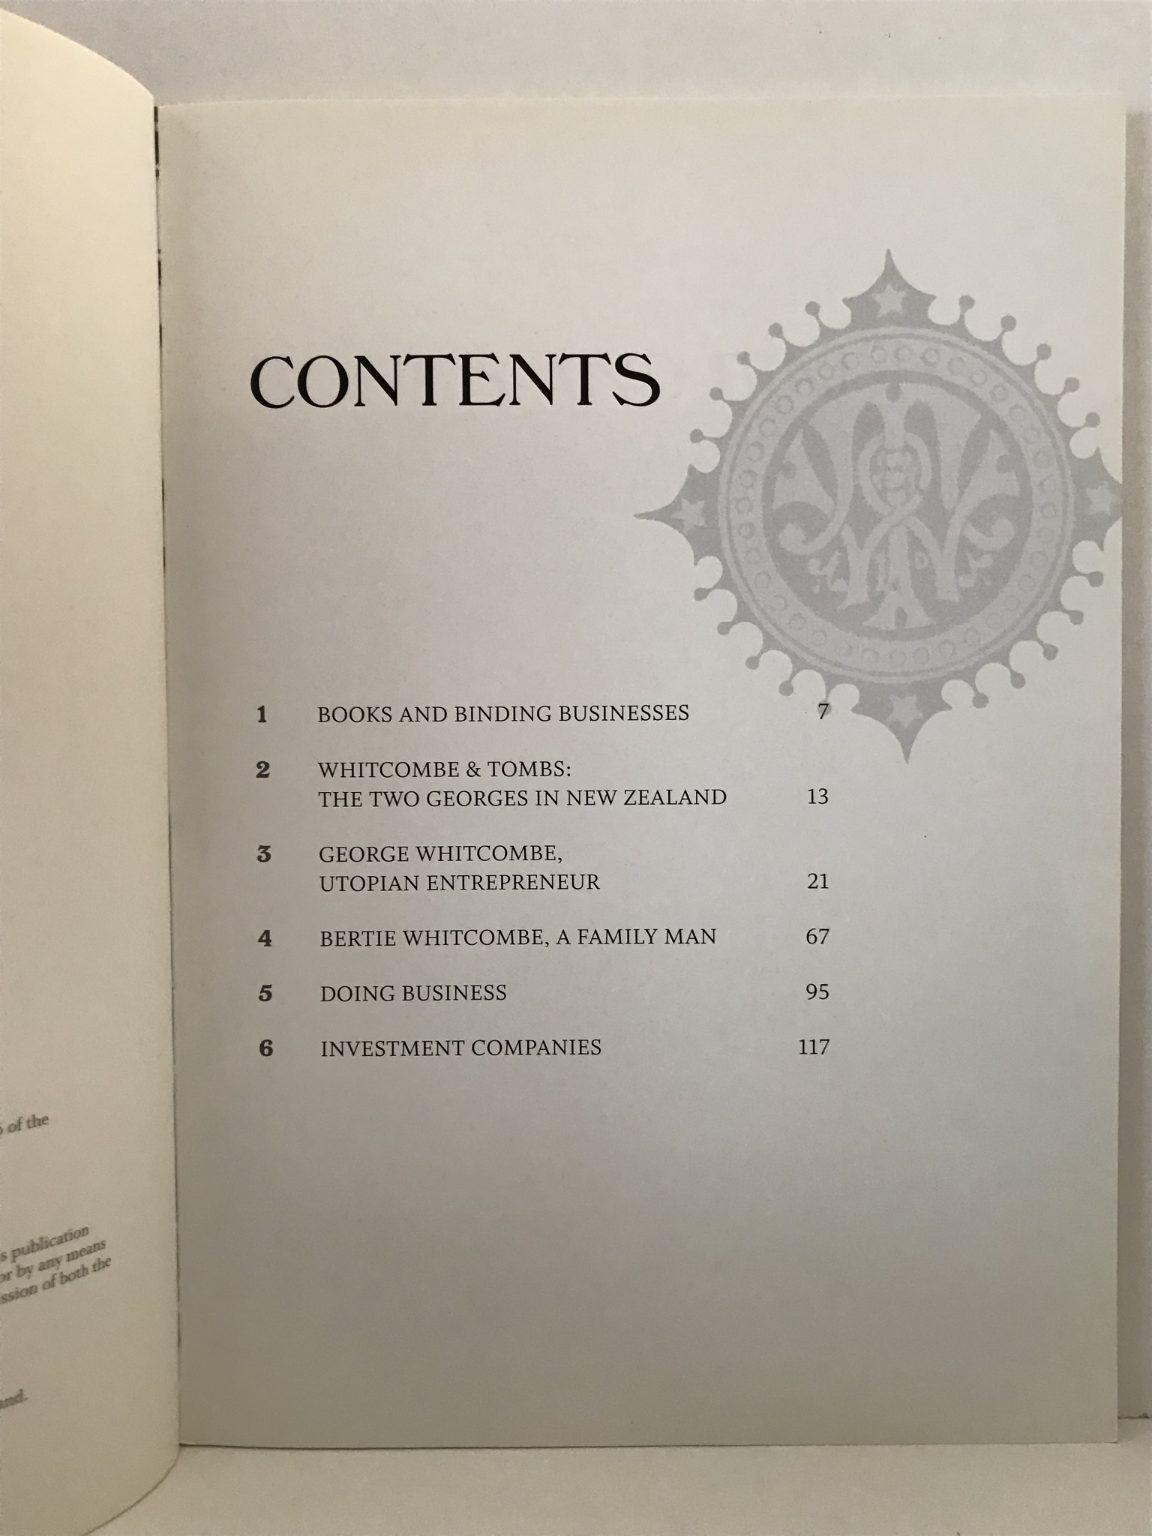 of the
publication
or by any means
of both the
CONTENTS
1 BOOKS AND BINDING BUSINESSES 7
2 WHITCOMBE & TOMBS:
THE TWO GEORGES IN NEW ZEALAND 13
3 GEORGE WHITCOMBE,
UTOPIAN ENTREPRENEUR 21
4 BERTIE WHITCOMBE, A FAMILY MAN 67
5 DOING BUSINESS 95
6 INVESTMENT COMPANIES 117